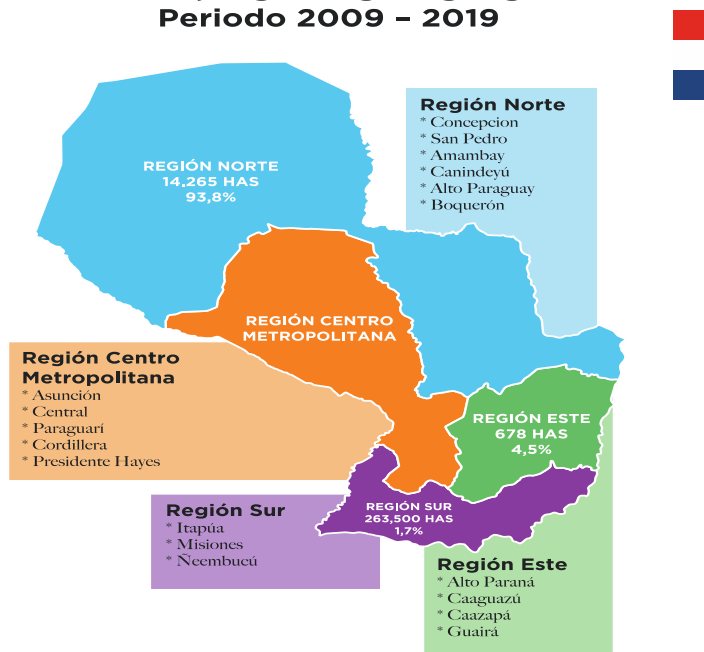 Periodo 2009 – 2019
Región Norte
* Concepcion
* San Pedro
* Amambay
* Canindeyú
* Alto Paraguay
* Boquerón
REGIÓN NORTE
14.265 HAS
93,8%
REGIÓN CENTRO
METROPOLITANA
Región Centro
Metropolitana
* Asunción
* Central
* Paraguarí
* Cordillera
* Presidente Hayes
REGIÓN ESTE
678 HAS
4,5%
REGIÓN SUR
263,500 HAS
1,7%
Región Sur
* Itapúa
* Misiones
* Ñeembucú
Región Este
* Alto Paraná
* Caaguazú
* Caazapá
* Guairá